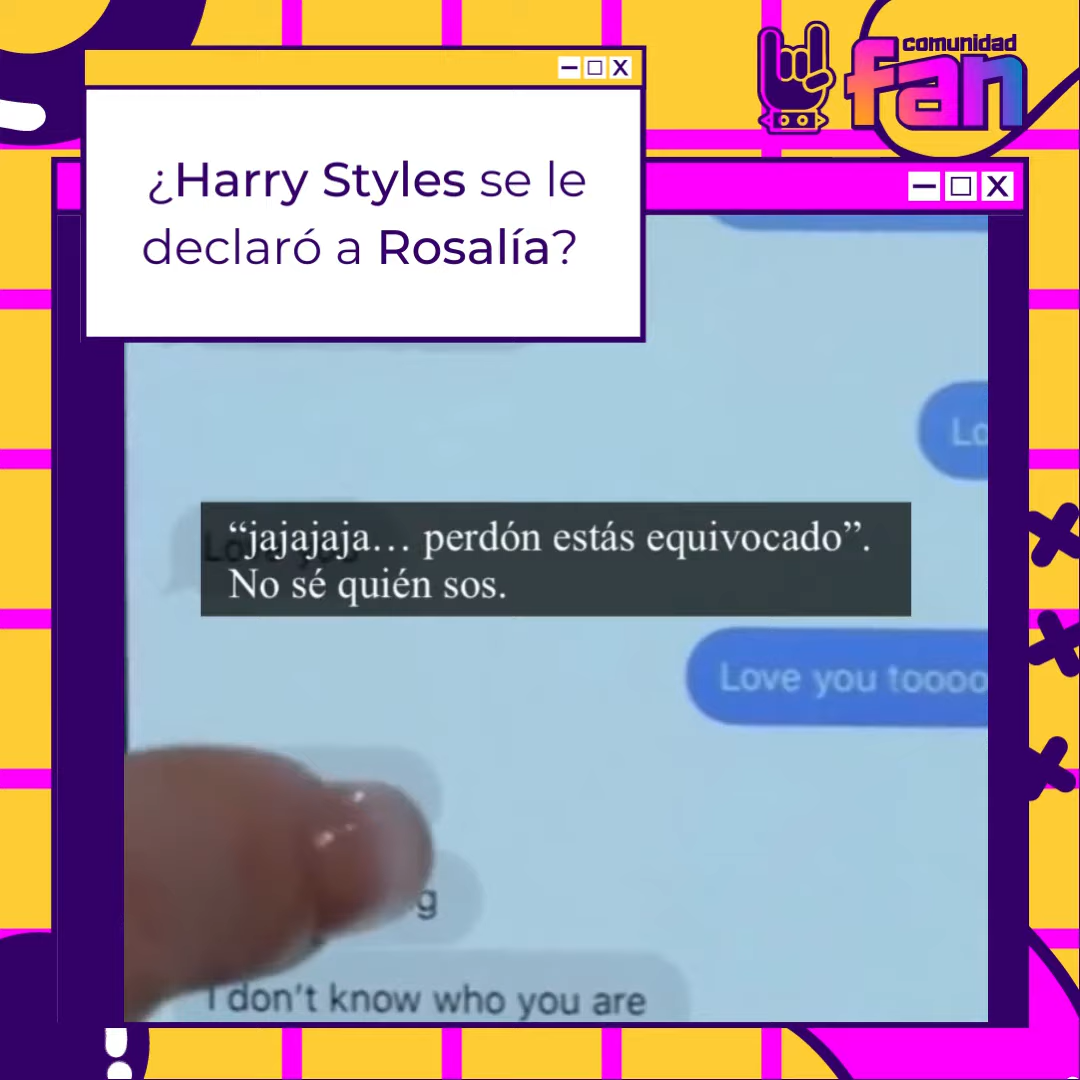 comunidad
fan
¿Harry Styles se le
declaró a Rosalía?
Lo
“jajajaja… perdón estás equivocado”.
No sé quién sos.
Love you toooo
g
I don't know who you are